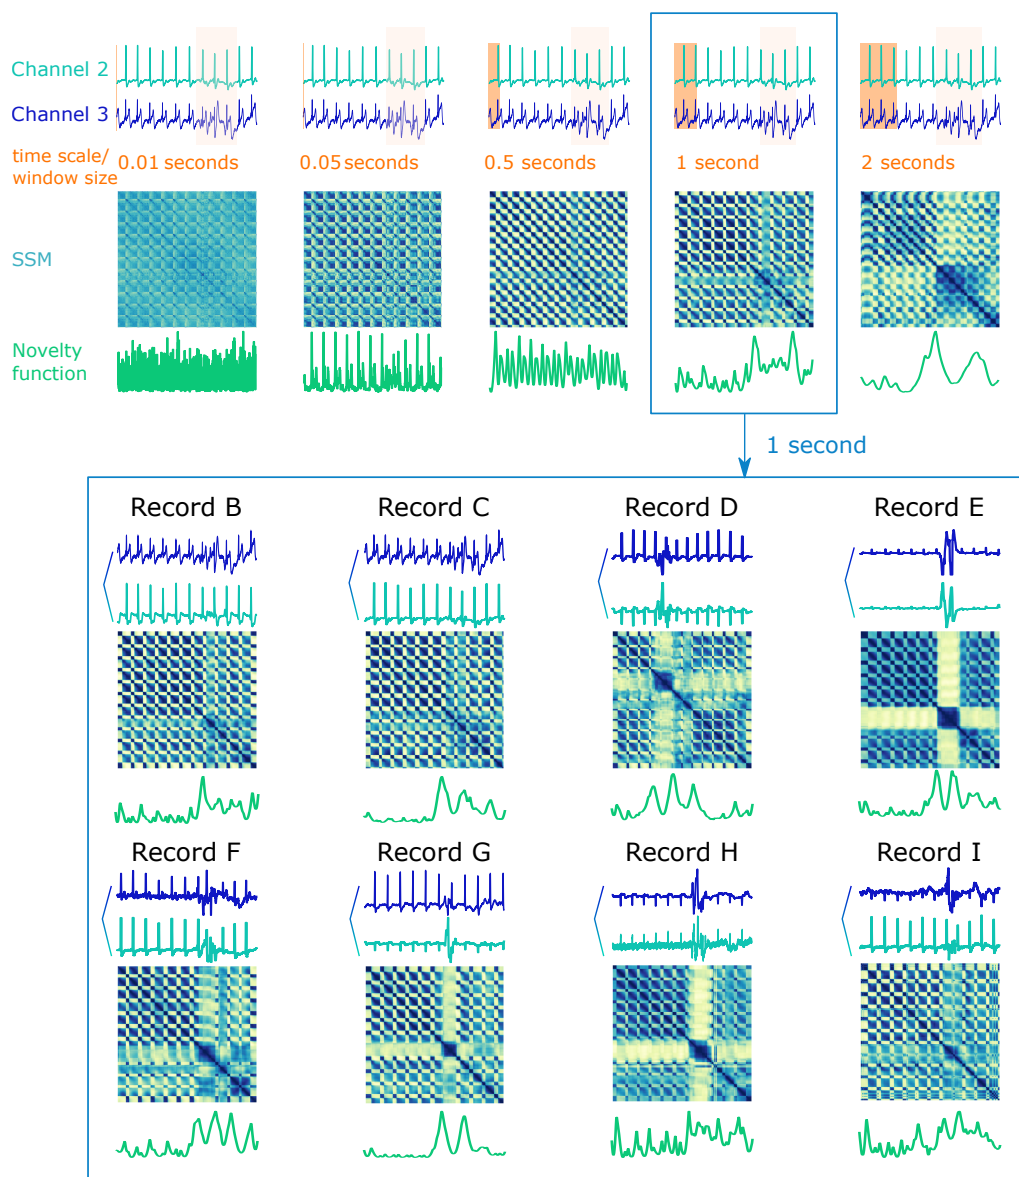 Channel 2
Channel 3
time scale/
window size
0.01 seconds
0.05 seconds
0.5 seconds
1 second
2 seconds
SSM
Novelty
function
1 second
Record B
Record C
Record D
Record E
Record F
Record G
Record H
Record I